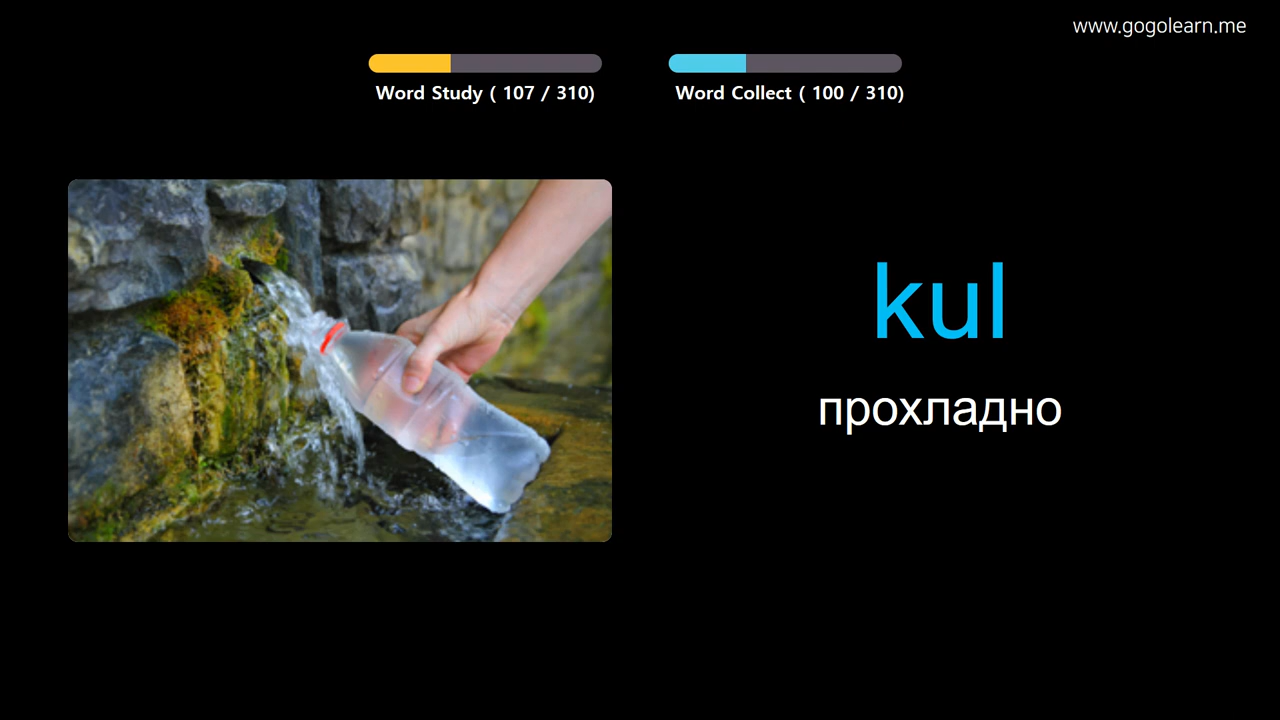 www.gogolearn.me
Word Study ( 107 / 310)
Word Collect ( 100 / 310)
kul
прохладно